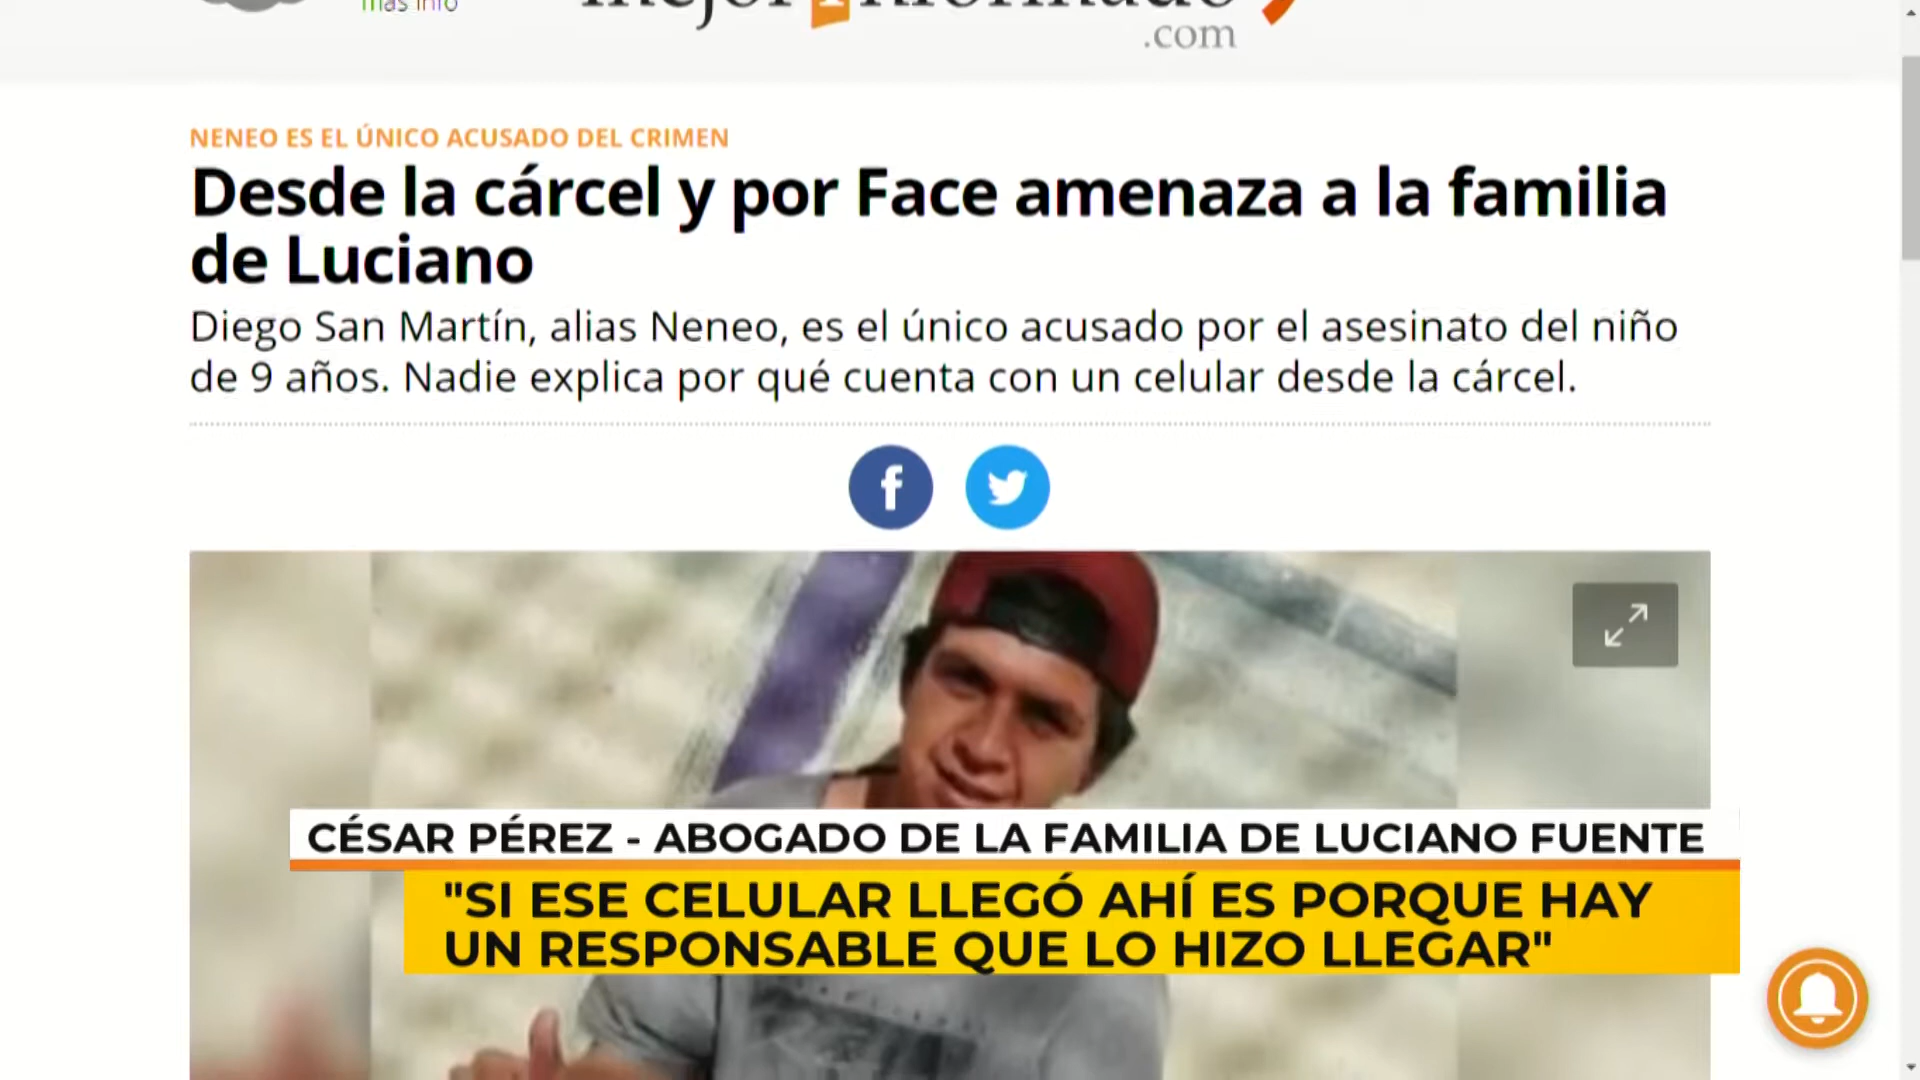 más info
mejorinformado
.com
NENEO ES EL ÚNICO ACUSADO DEL CRIMEN
Desde la cárcel y por Face amenaza a la familia
de Luciano
Diego San Martín, alias Neneo, es el único acusado por el asesinato del niño
de 9 años. Nadie explica por qué cuenta con un celular desde la cárcel.
CÉSAR PÉREZ - ABOGADO DE LA FAMILIA DE LUCIANO FUENTE
"SI ESE CELULAR LLEGÓ AHÍ ES PORQUE HAY
UN RESPONSABLE QUE LO HIZO LLEGAR"